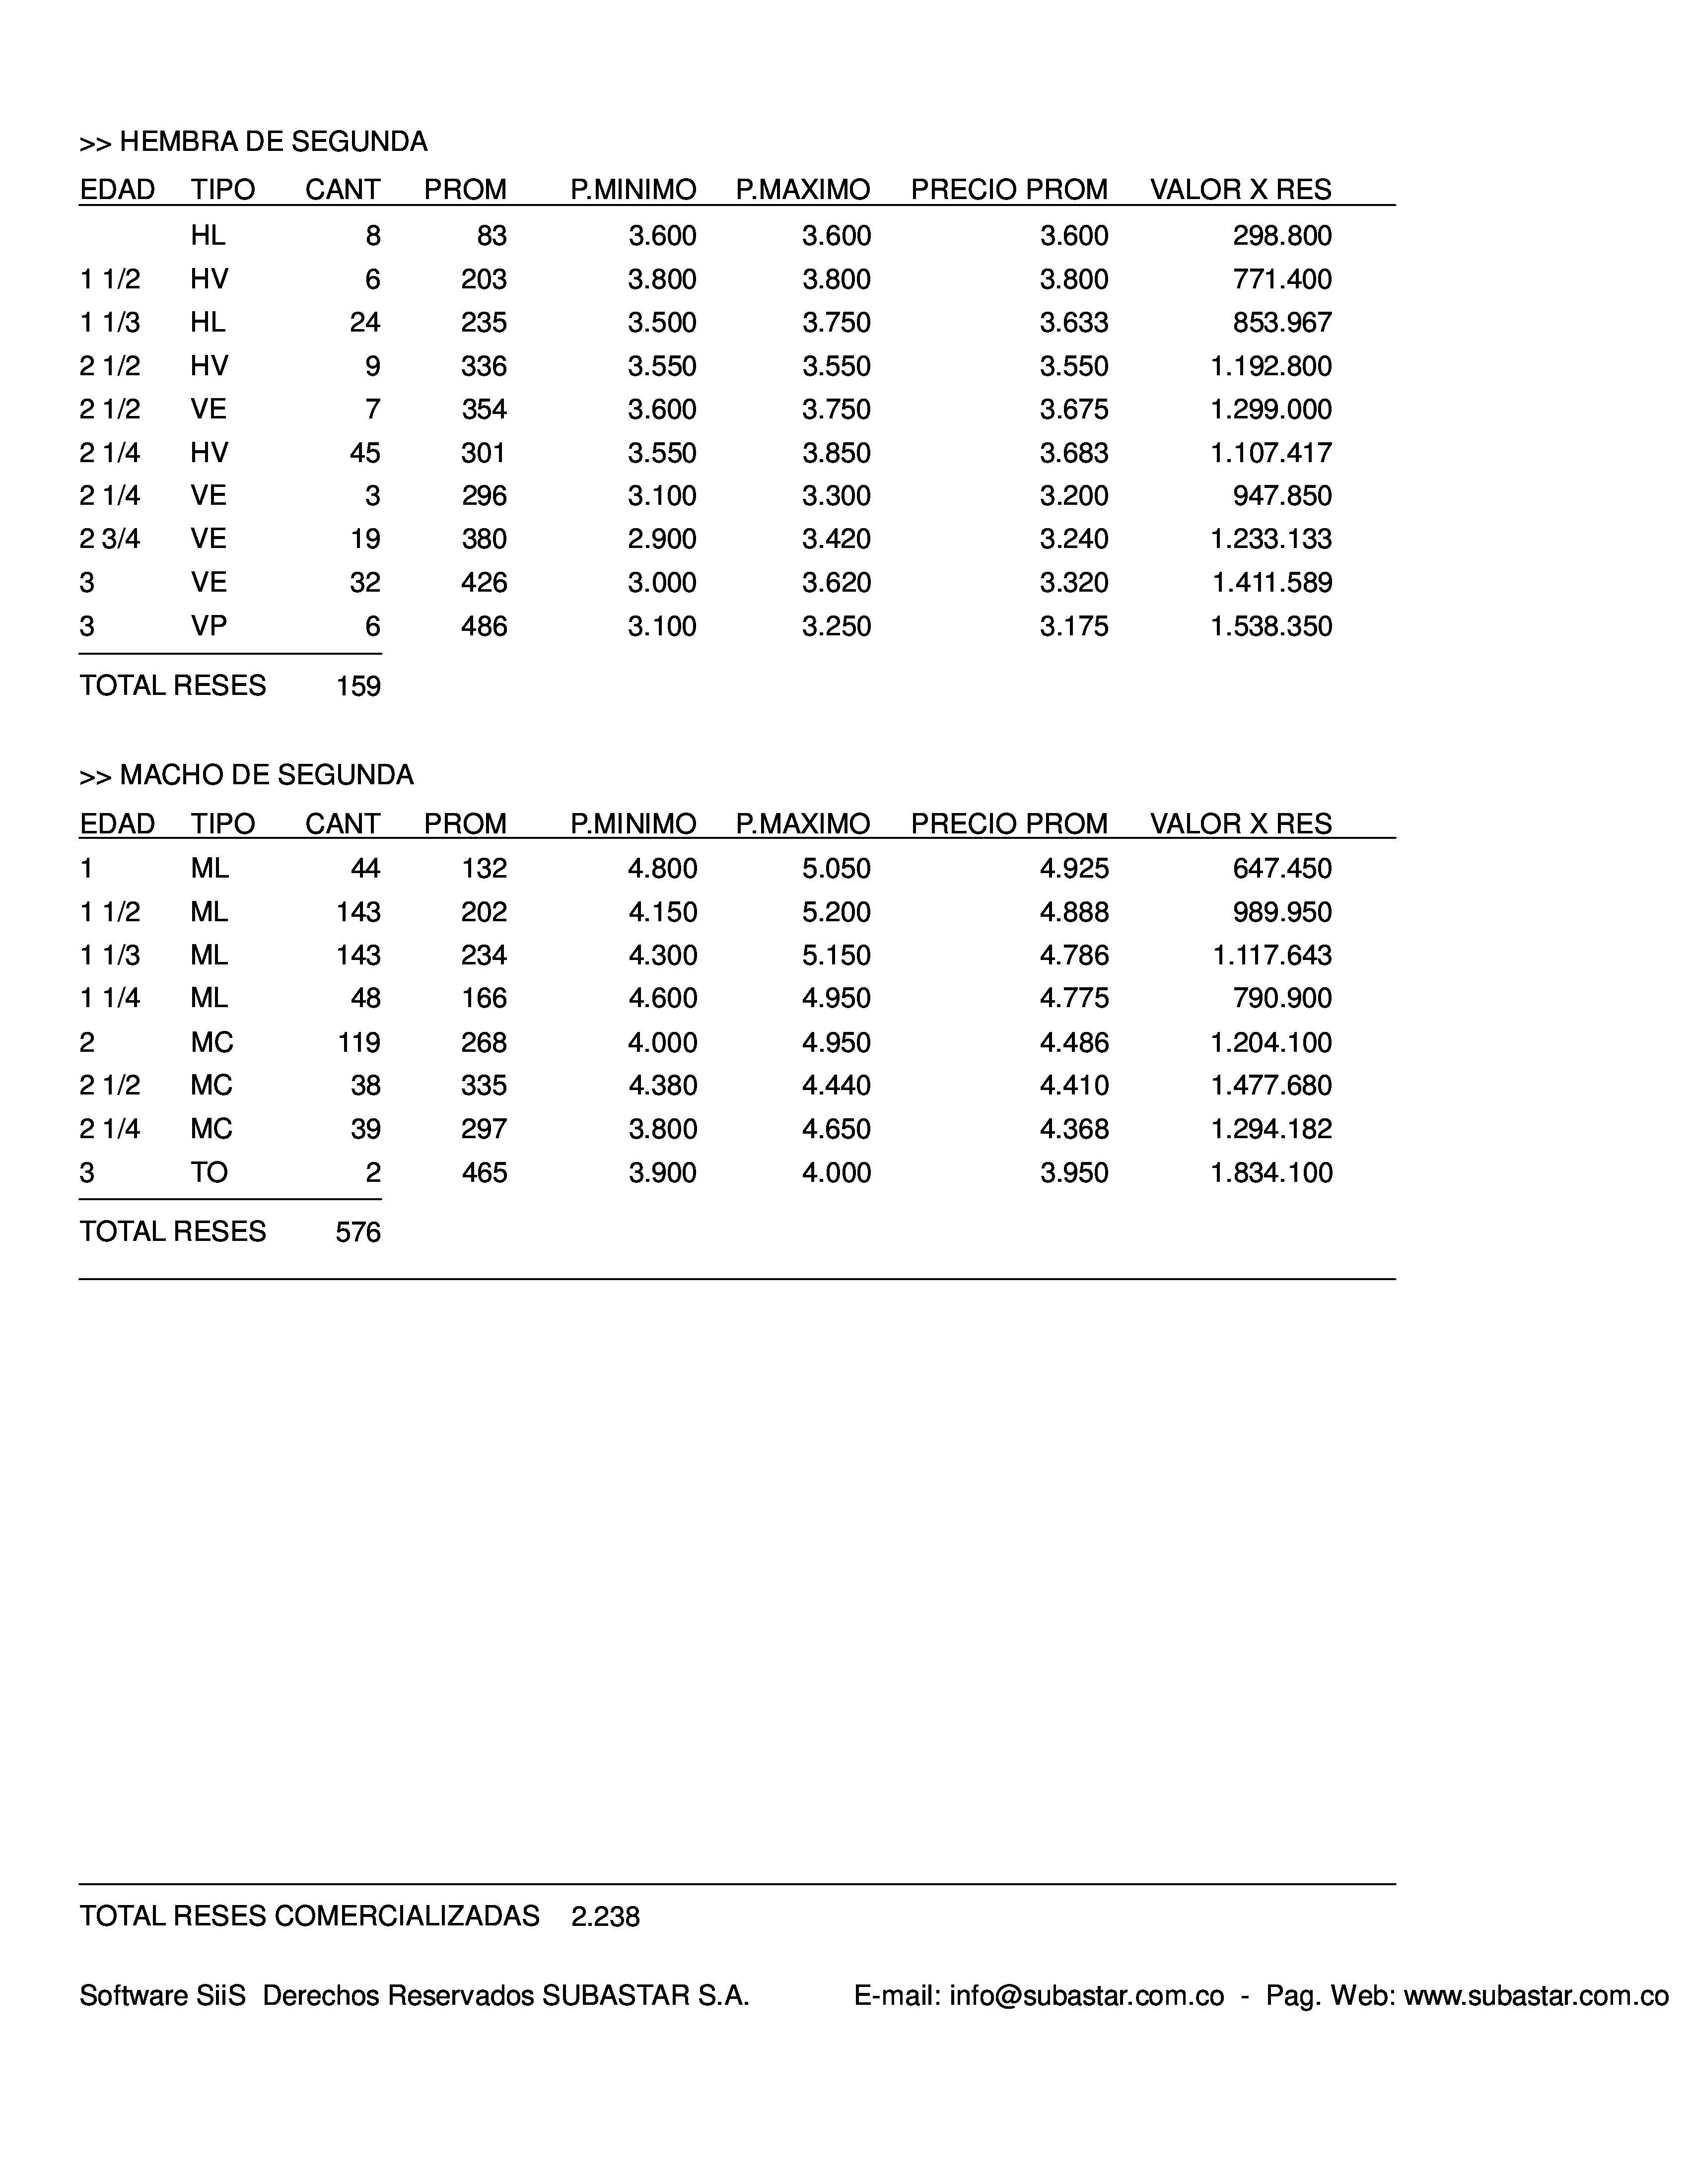 >> HEMBRA DE SEGUNDA
EDAD TIPO CANT PROM P.MINIMO P.MAXIMO PRECIO PROM VALOR X RES
HL 8 83 3.600 3.600 3.600 298.800
1 1/2 HV 6 203 3.800 3.800 3.800 771.400
1 1/3 HL 24 235 3.500 3.750 3.633 853.967
2 1/2 HV 9 336 3.550 3.550 3.550 1.192.800
2 1/2 VE 7 354 3.600 3.750 3.675 1.299.000
2 1/4 HV 45 301 3.550 3.850 3.683 1.107.417
2 1/4 VE 3 296 3.100 3.300 3.200 947.850
2 3/4 VE 19 380 2.900 3.420 3.240 1.233.133
3 VE 32 426 3.000 3.620 3.320 1.411.589
3 VP 6 486 3.100 3.250 3.175 1.538.350
TOTAL RESES 159
>> MACHO DE SEGUNDA
EDAD TIPO CANT PROM P.MINIMO P.MAXIMO PRECIO PROM VALOR X RES
1 ML 44 132 4.800 5.050 4.925 647.450
1 1/2 ML 143 202 4.150 5.200 4.888 989.950
1 1/3 ML 143 234 4.300 5.150 4.786 1.117.643
1 1/4 ML 48 166 4.600 4.950 4.775 790.900
2 MC 119 268 4.000 4.950 4.486 1.204.100
2 1/2 MC 38 335 4.380 4.440 4.410 1.477.680
2 1/4 MC 39 297 3.800 4.650 4.368 1.294.182
3 TO 2 465 3.900 4.000 3.950 1.834.100
TOTAL RESES 576
TOTAL RESES COMERCIALIZADAS 2.238
Software SiiS Derechos Reservados SUBASTAR S.A. E-mail: info@subastar.com.co - Pag. Web: www.subastar.com.co